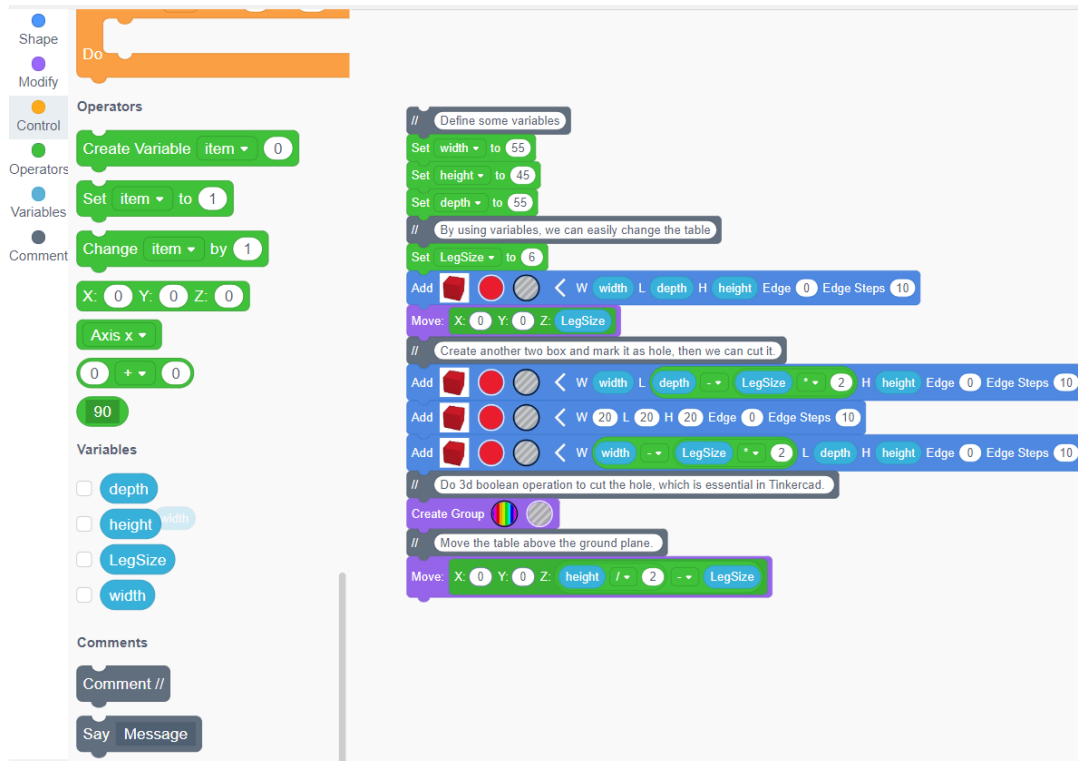 Shape
Modify
Control
Operators
Variables
Comment
Do
Operators
Create Variable item 0
Set item to 1
Change item by 1
X: 0 Y: 0 Z: 0
Axis x
0 + 0
90
Variables
depth
height width
LegSize
width
Comments
Comment //
Say Message
// Define some variables
Set width to 55
Set height to 45
Set depth to 55
// By using variables, we can easily change the table
Set LegSize to 6
Add W width L depth H height Edge 0 Edge Steps 10
Move: X: 0 Y: 0 Z: LegSize
// Create another two box and mark it as hole, then we can cut it.
Add W width L depth - LegSize * 2 H height Edge 0 Edge Steps 10
Add W 20 L 20 H 20 Edge 0 Edge Steps 10
Add W width - LegSize * 2 L depth H height Edge 0 Edge Steps 10
// Do 3d boolean operation to cut the hole, which is essential in Tinkercad.
Create Group
// Move the table above the ground plane.
Move: X: 0 Y: 0 Z: height / 2 - LegSize